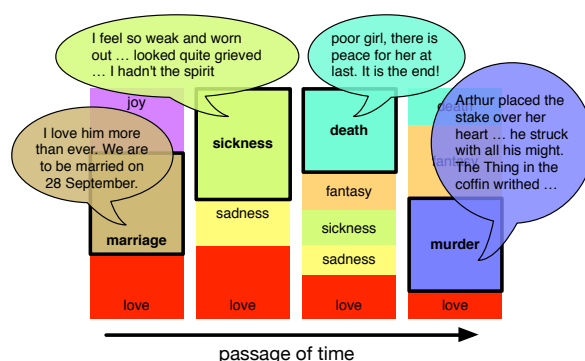 I feel so weak and worn
out … looked quite grieved
… I hadn't the spirit
poor girl, there is
peace for her at
last. It is the end!
Arthur placed the
stake over her
heart … he struck
with all his might.
The Thing in the
coffin writhed …
I love him more
than ever. We are
to be married on
28 September.
joy
marriage
love
sickness
sadness
love
death
fantasy
sickness
sadness
love
death
fantasy
murder
love
passage of time